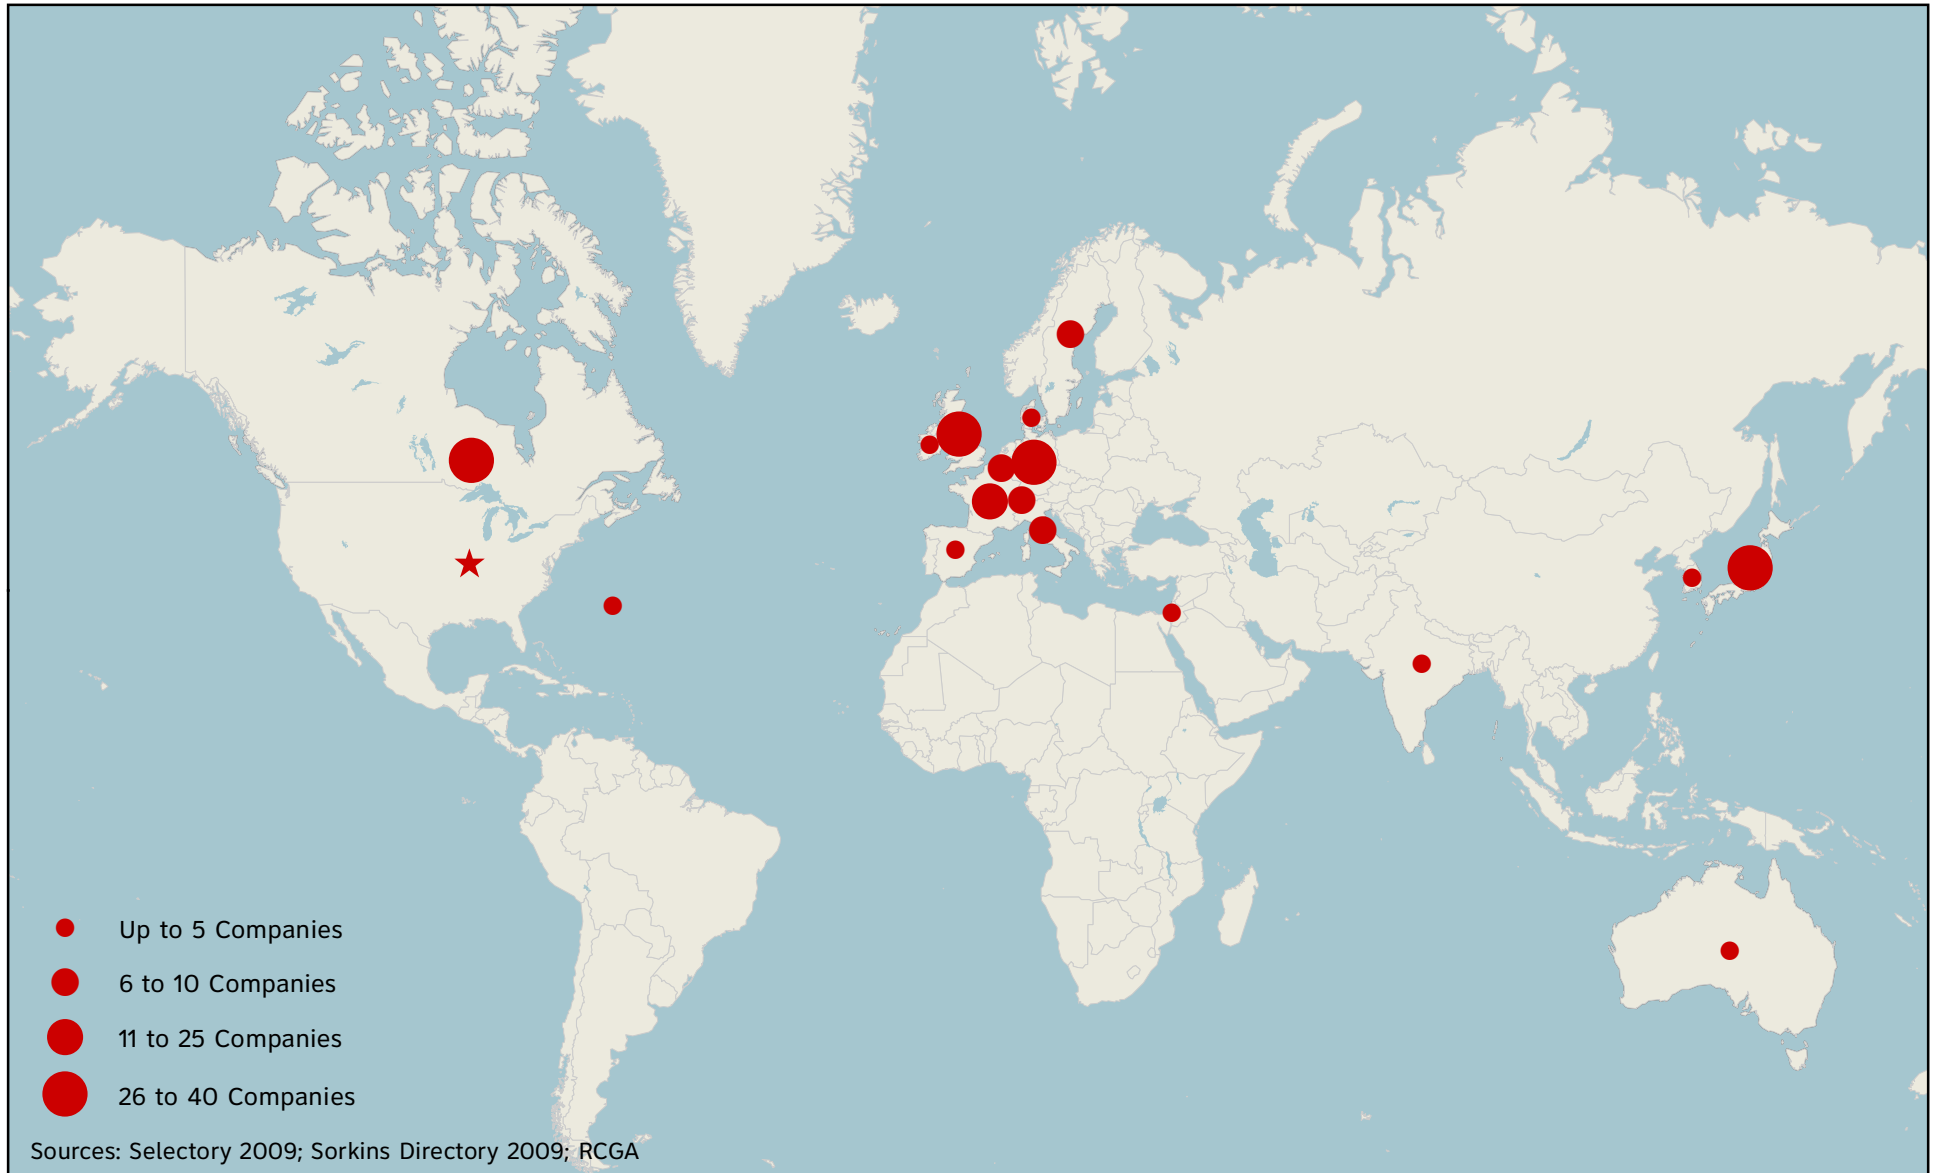 Up to 5 Companies
6 to 10 Companies
11 to 25 Companies
26 to 40 Companies
Sources: Selectory 2009; Sorkins Directory 2009; RCGA